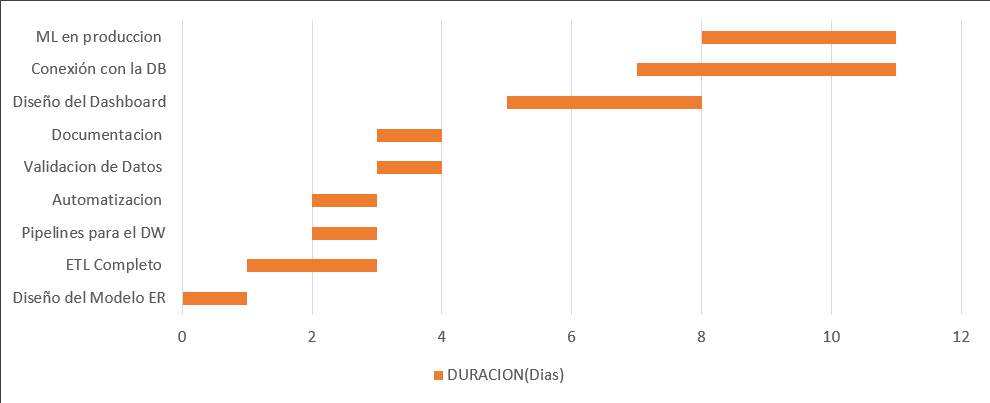 ML en produccion
Conexión con la DB
Diseño del Dashboard
Documentacion
Validacion de Datos
Automatizacion
Pipelines para el DW
ETL Completo
Diseño del Modelo ER
0 2 4 6 8 10 12
DURACION(Dias)